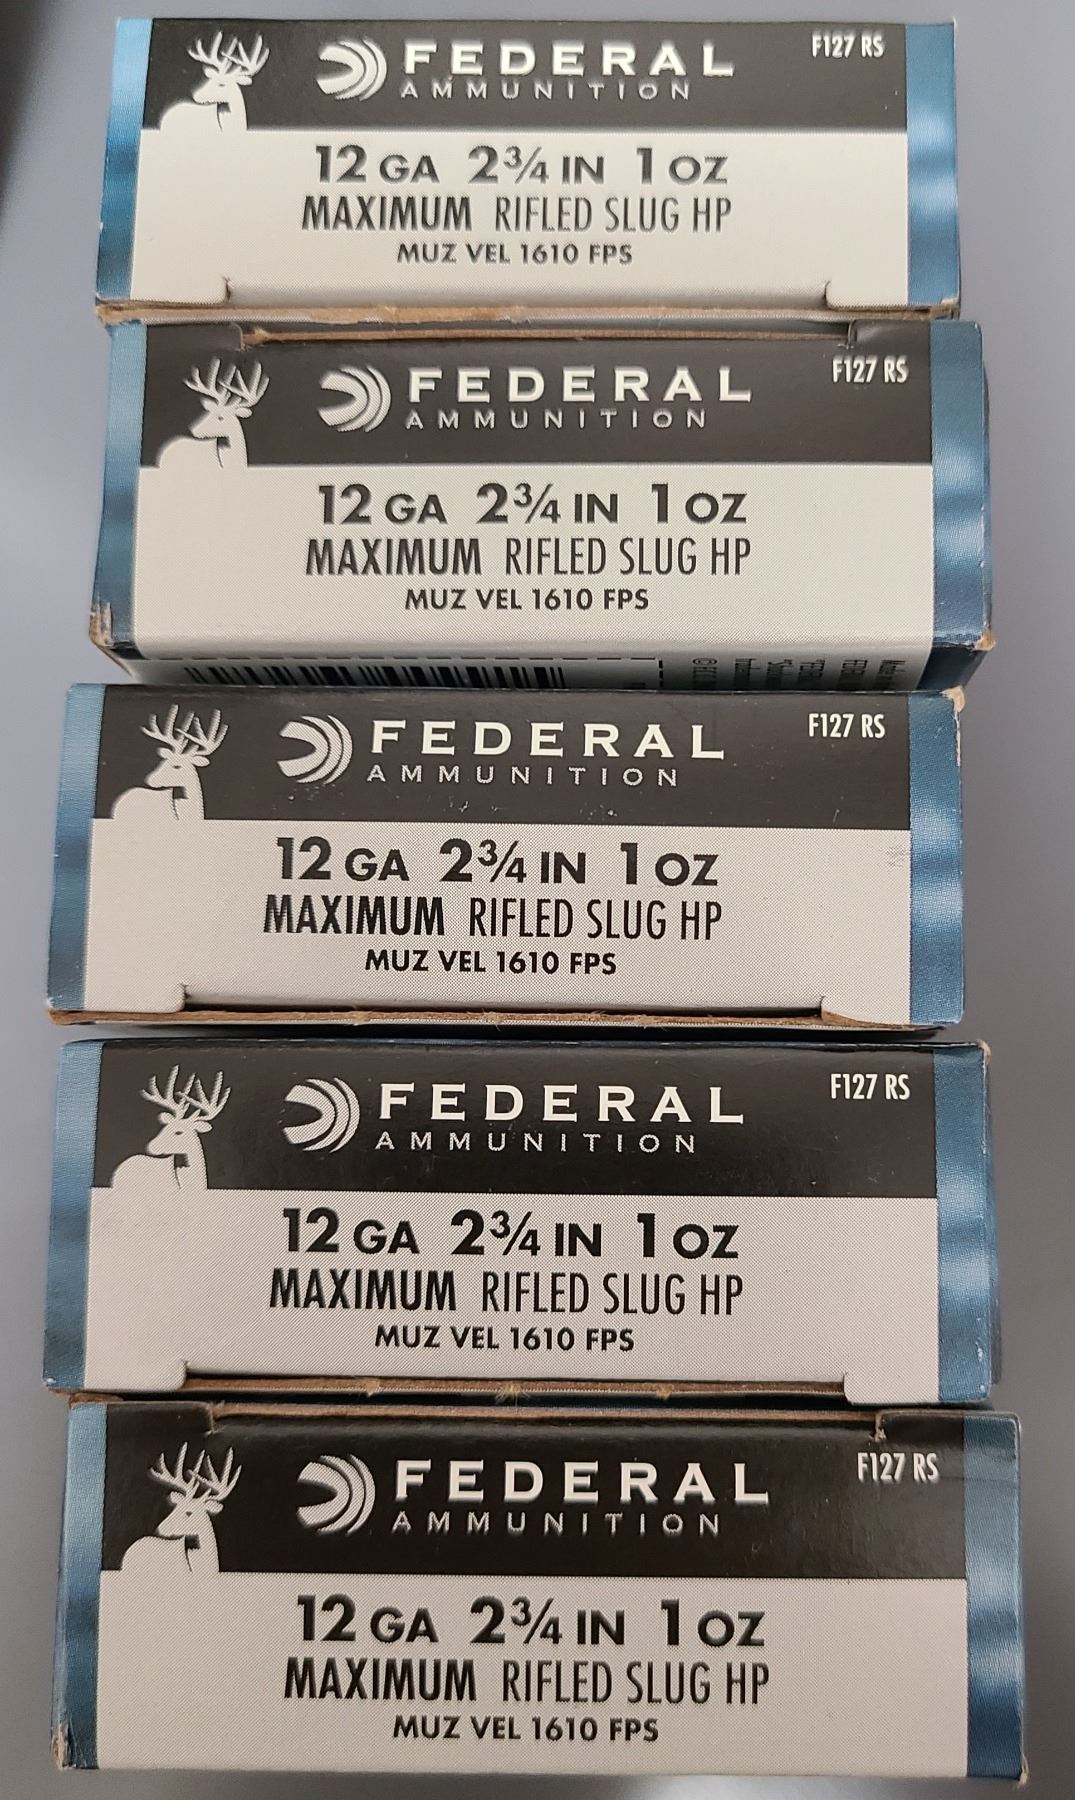 FEDERAL F127 RS
AMMUNITION
12 GA 2¾ IN 1 OZ
MAXIMUM RIFLED SLUG HP
MUZ VEL 1610 FPS
FEDERAL F127 RS
AMMUNITION
12 GA 2¾ IN 1 OZ
MAXIMUM RIFLED SLUG HP
MUZ VEL 1610 FPS
FEDERAL F127 RS
AMMUNITION
12 GA 2¾ IN 1 OZ
MAXIMUM RIFLED SLUG HP
MUZ VEL 1610 FPS
FEDERAL F127 RS
AMMUNITION
12 GA 2¾ IN 1 OZ
MAXIMUM RIFLED SLUG HP
MUZ VEL 1610 FPS
FEDERAL F127 RS
AMMUNITION
12 GA 2¾ IN 1 OZ
MAXIMUM RIFLED SLUG HP
MUZ VEL 1610 FPS